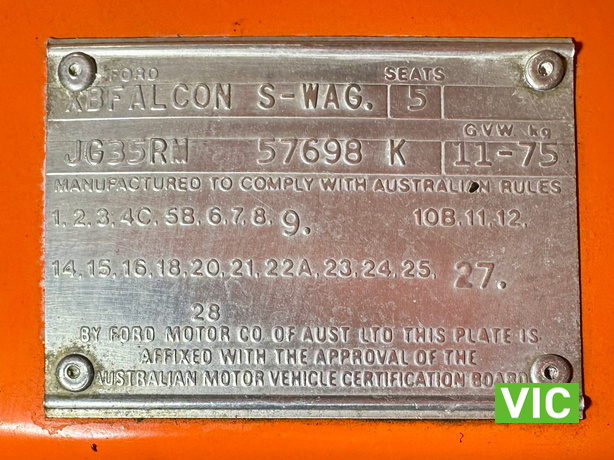 FORD SEATS
XBFALCON S-WAG. 5
G.V.W. kg
JG35RM 57698 K 11-75
MANUFACTURED TO COMPLY WITH AUSTRALIAN RULES
1, 2, 3, 4C, 5B, 6, 7, 8, 9. 10B, 11, 12,
14, 15, 16, 18, 20, 21, 22A, 23, 24, 25, 27.
28
BY FORD MOTOR CO OF AUST LTD THIS PLATE IS
AFFIXED WITH THE APPROVAL OF THE
AUSTRALIAN MOTOR VEHICLE CERTIFICATION BOARD
VIC